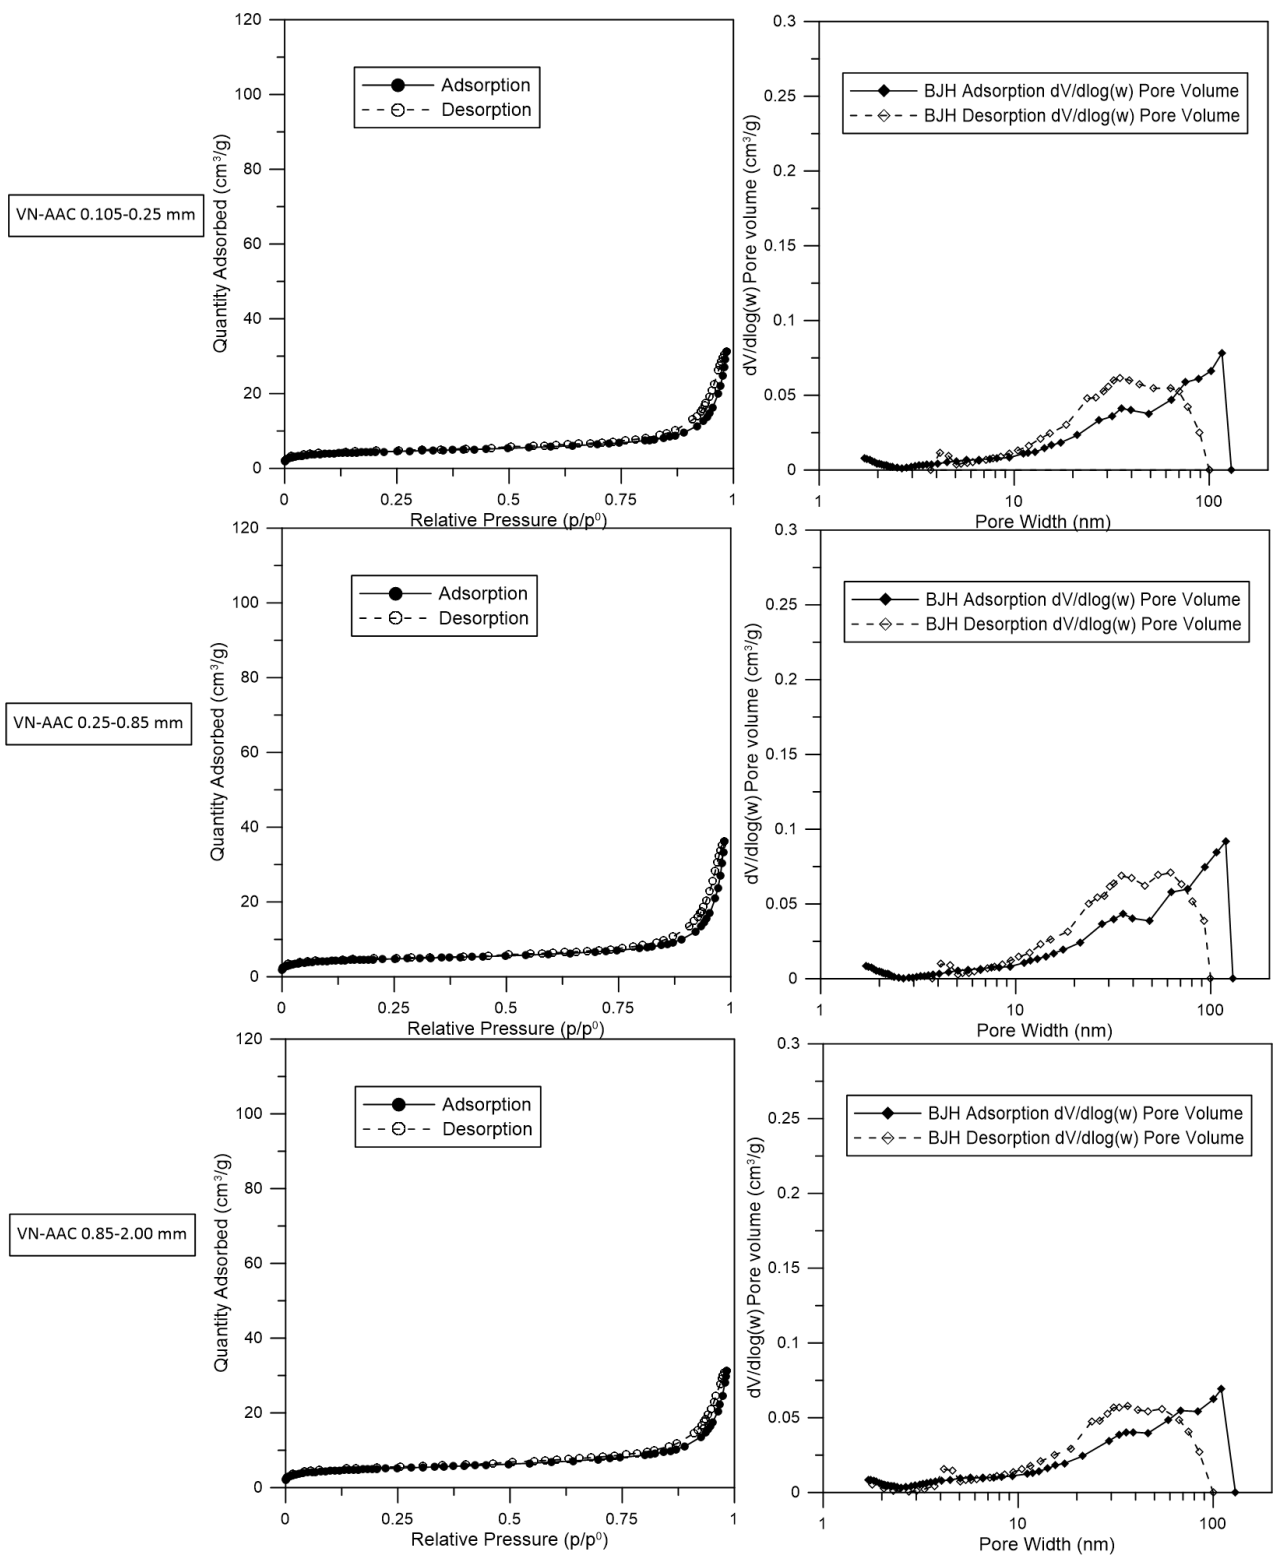 120
100
80
60
40
20
0
0
0.25
0.5
0.75
1
Quantity Adsorbed (cm³/g)
Relative Pressure (p/p⁰)
Adsorption
Desorption
VN-AAC 0.105-0.25 mm
0.3
0.25
0.2
0.15
0.1
0.05
0
1
10
100
dV/dlog(w) Pore volume (cm³/g)
Pore Width (nm)
BJH Adsorption dV/dlog(w) Pore Volume
BJH Desorption dV/dlog(w) Pore Volume
120
100
80
60
40
20
0
0
0.25
0.5
0.75
1
Quantity Adsorbed (cm³/g)
Relative Pressure (p/p⁰)
Adsorption
Desorption
VN-AAC 0.25-0.85 mm
0.3
0.25
0.2
0.15
0.1
0.05
0
1
10
100
dV/dlog(w) Pore volume (cm³/g)
Pore Width (nm)
BJH Adsorption dV/dlog(w) Pore Volume
BJH Desorption dV/dlog(w) Pore Volume
120
100
80
60
40
20
0
0
0.25
0.5
0.75
1
Quantity Adsorbed (cm³/g)
Relative Pressure (p/p⁰)
Adsorption
Desorption
VN-AAC 0.85-2.00 mm
0.3
0.25
0.2
0.15
0.1
0.05
0
1
10
100
dV/dlog(w) Pore volume (cm³/g)
Pore Width (nm)
BJH Adsorption dV/dlog(w) Pore Volume
BJH Desorption dV/dlog(w) Pore Volume